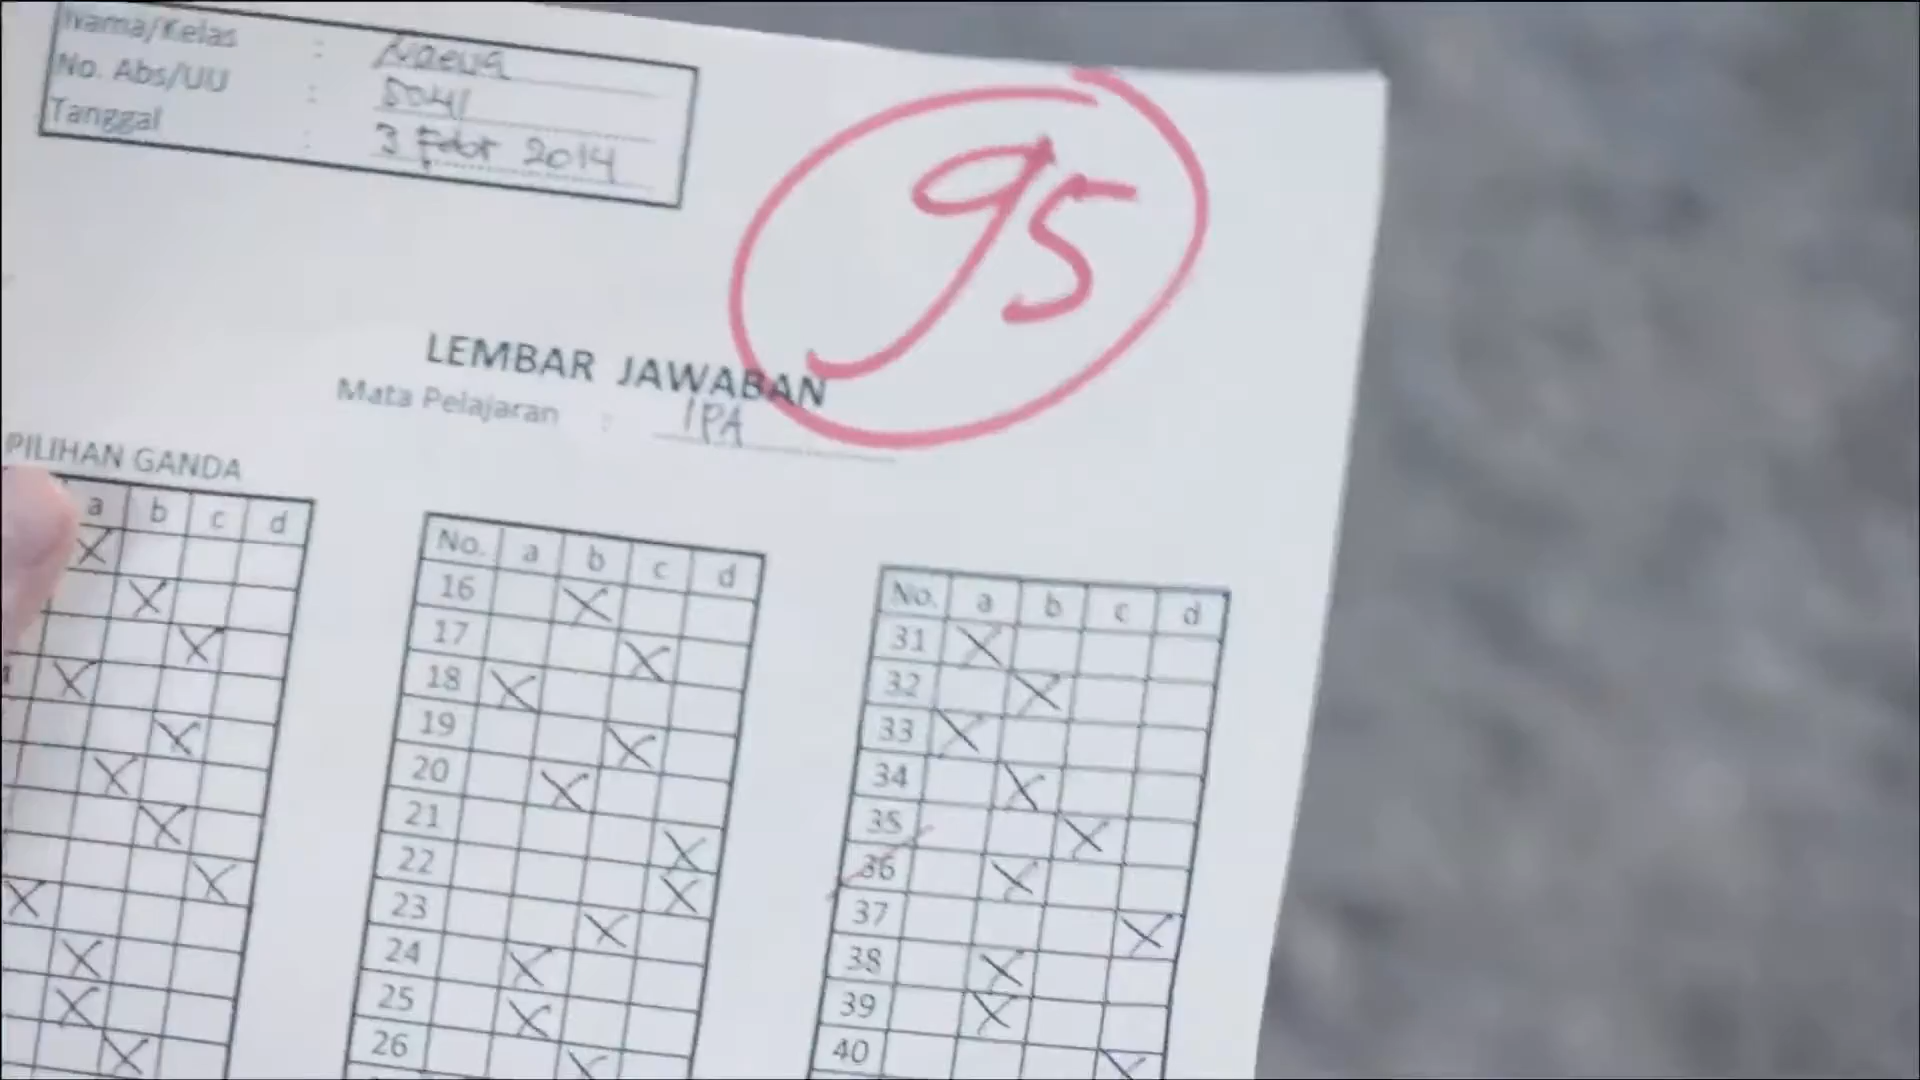 Nama/Kelas :
No. Abs/UU : 5041
Tanggal : 3 Febr 2014
95
LEMBAR JAWABAN
Mata Pelajaran : IPA
PILIHAN GANDA
a b c d
X
X
X
X
X
X
X
X
X
X
X
X
No. a b c d
16 X
17 X
18 X
19 X
20 X
21 X
22 X
23 X
24 X
25 X
26 X
No. a b c d
31 X
32 X
33 X
34 X
35 X
36 X
37 X
38 X
39 X
40 X